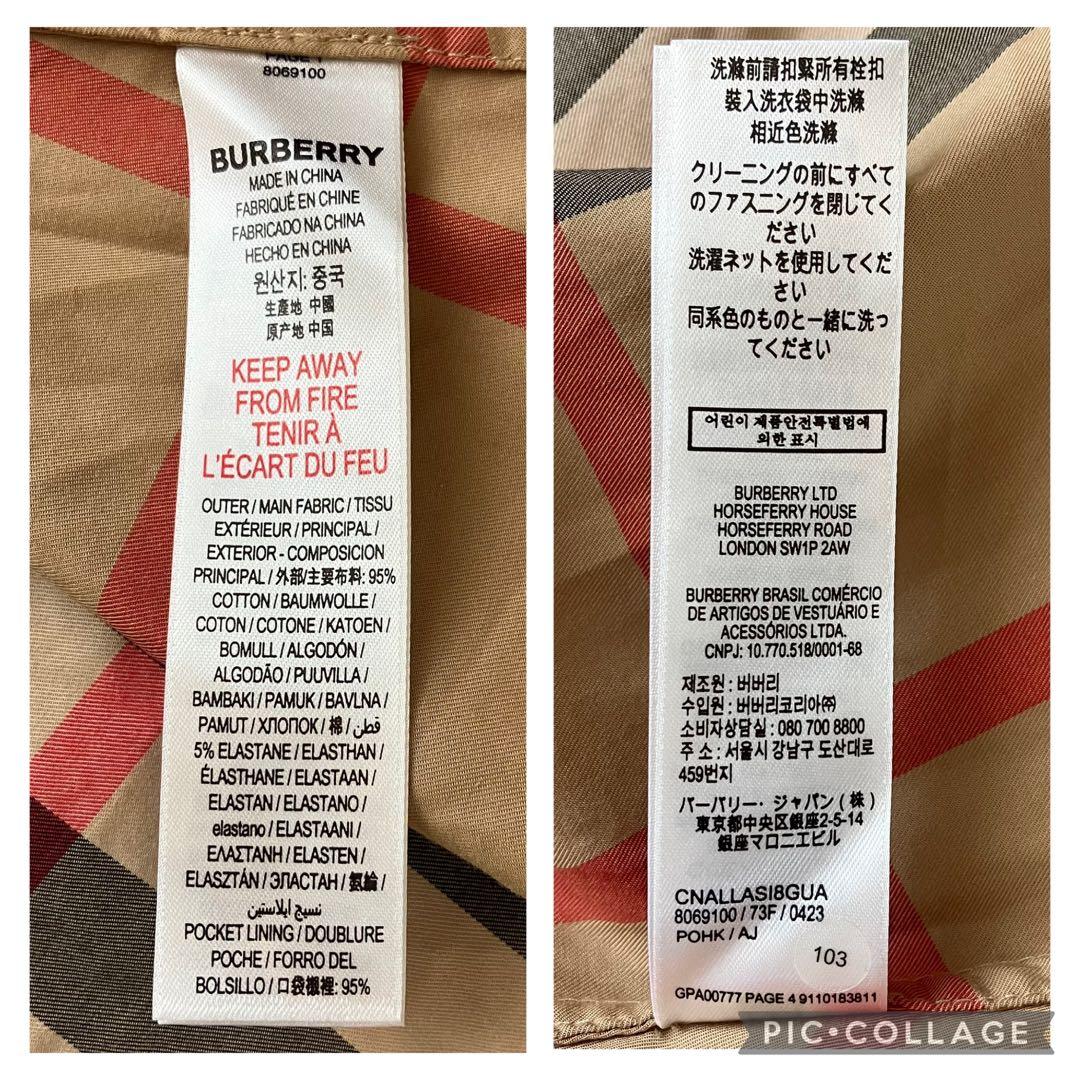 8069100
BURBERRY
MADE IN CHINA
FABRIQUÉ EN CHINE
FABRICADO NA CHINA
HECHO EN CHINA
원산지: 중국
生產地 中國
原产地 中国
KEEP AWAY
FROM FIRE
TENIR À
L'ÉCART DU FEU
OUTER / MAIN FABRIC / TISSU
EXTÉRIEUR / PRINCIPAL /
EXTERIOR - COMPOSICION
PRINCIPAL / 外部/主要布料: 95%
COTTON / BAUMWOLLE /
COTON / COTONE / KATOEN /
BOMULL / ALGODÓN /
ALGODÃO / PUUVILLA /
BAMBAKI / PAMUK / BAVLNA /
PAMUT / ХЛОПОК / 棉 / قطن /
5% ELASTANE / ELASTHAN /
ÉLASTHANE / ELASTAAN /
ELASTAN / ELASTANO /
elastano / ELASTAANI /
ΕΛΑΣΤΑΝΗ / ELASTEN /
ELASZTÁN / ЭЛАСТАН / 氨綸 /
نسيج ايلاستين
POCKET LINING / DOUBLURE
POCHE / FORRO DEL
BOLSILLO / 口袋襯裡: 95%
洗滌前請扣緊所有栓扣
裝入洗衣袋中洗滌
相近色洗滌
クリーニングの前にすべて
のファスニングを閉じてく
ださい
洗濯ネットを使用してくだ
さい
同系色のものと一緒に洗っ
てください
어린이 제품안전특별법에
의한 표시
BURBERRY LTD
HORSEFERRY HOUSE
HORSEFERRY ROAD
LONDON SW1P 2AW
BURBERRY BRASIL COMÉRCIO
DE ARTIGOS DE VESTUÁRIO E
ACESSÓRIOS LTDA.
CNPJ: 10.770.518/0001-68
제조원 : 버버리
수입원 : 버버리코리아㈜
소비자상담실 : 080 700 8800
주 소 : 서울시 강남구 도산대로
459번지
バーバリー・ジャパン ( 株 )
東京都中央区銀座2-5-14
銀座マロニエビル
CNALLASI8GUA
8069100 / 73F / 0423
POHK / AJ
103
GPA00777 PAGE 4 9110183811
PIC•COLLAGE